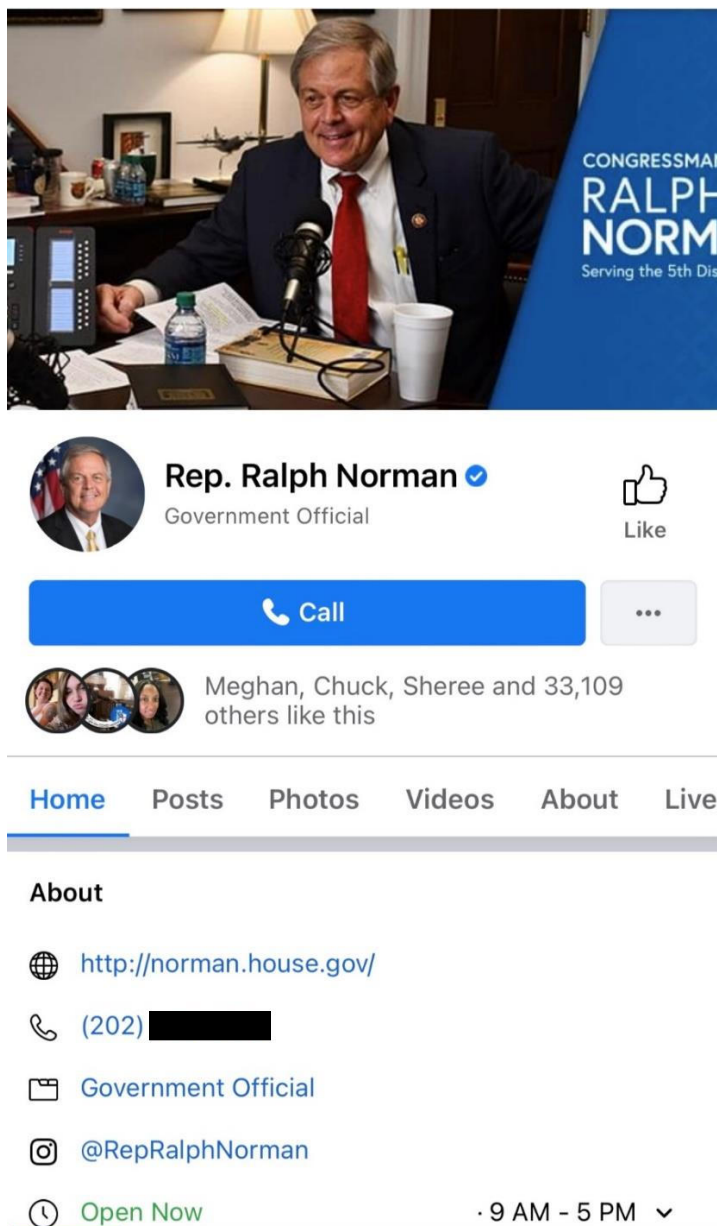 CONGRESSMAN
RALPH
NORM
Serving the 5th Dis
Rep. Ralph Norman
Government Official
Like
Call
Meghan, Chuck, Sheree and 33,109
others like this
Home Posts Photos Videos About Live
About
http://norman.house.gov/
(202)
Government Official
@RepRalphNorman
Open Now · 9 AM - 5 PM